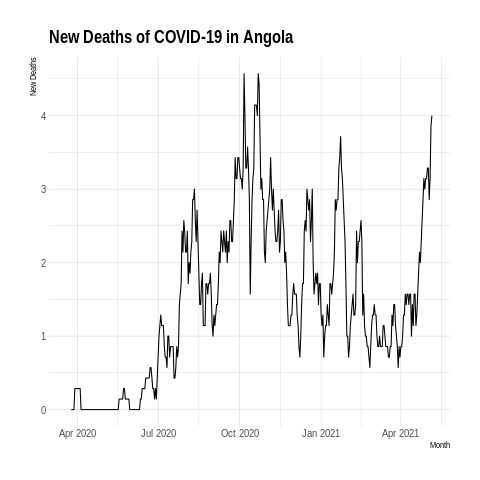 New Deaths of COVID-19 in Angola
New Deaths
4
3
2
1
0
Apr 2020 Jul 2020 Oct 2020 Jan 2021 Apr 2021
Month